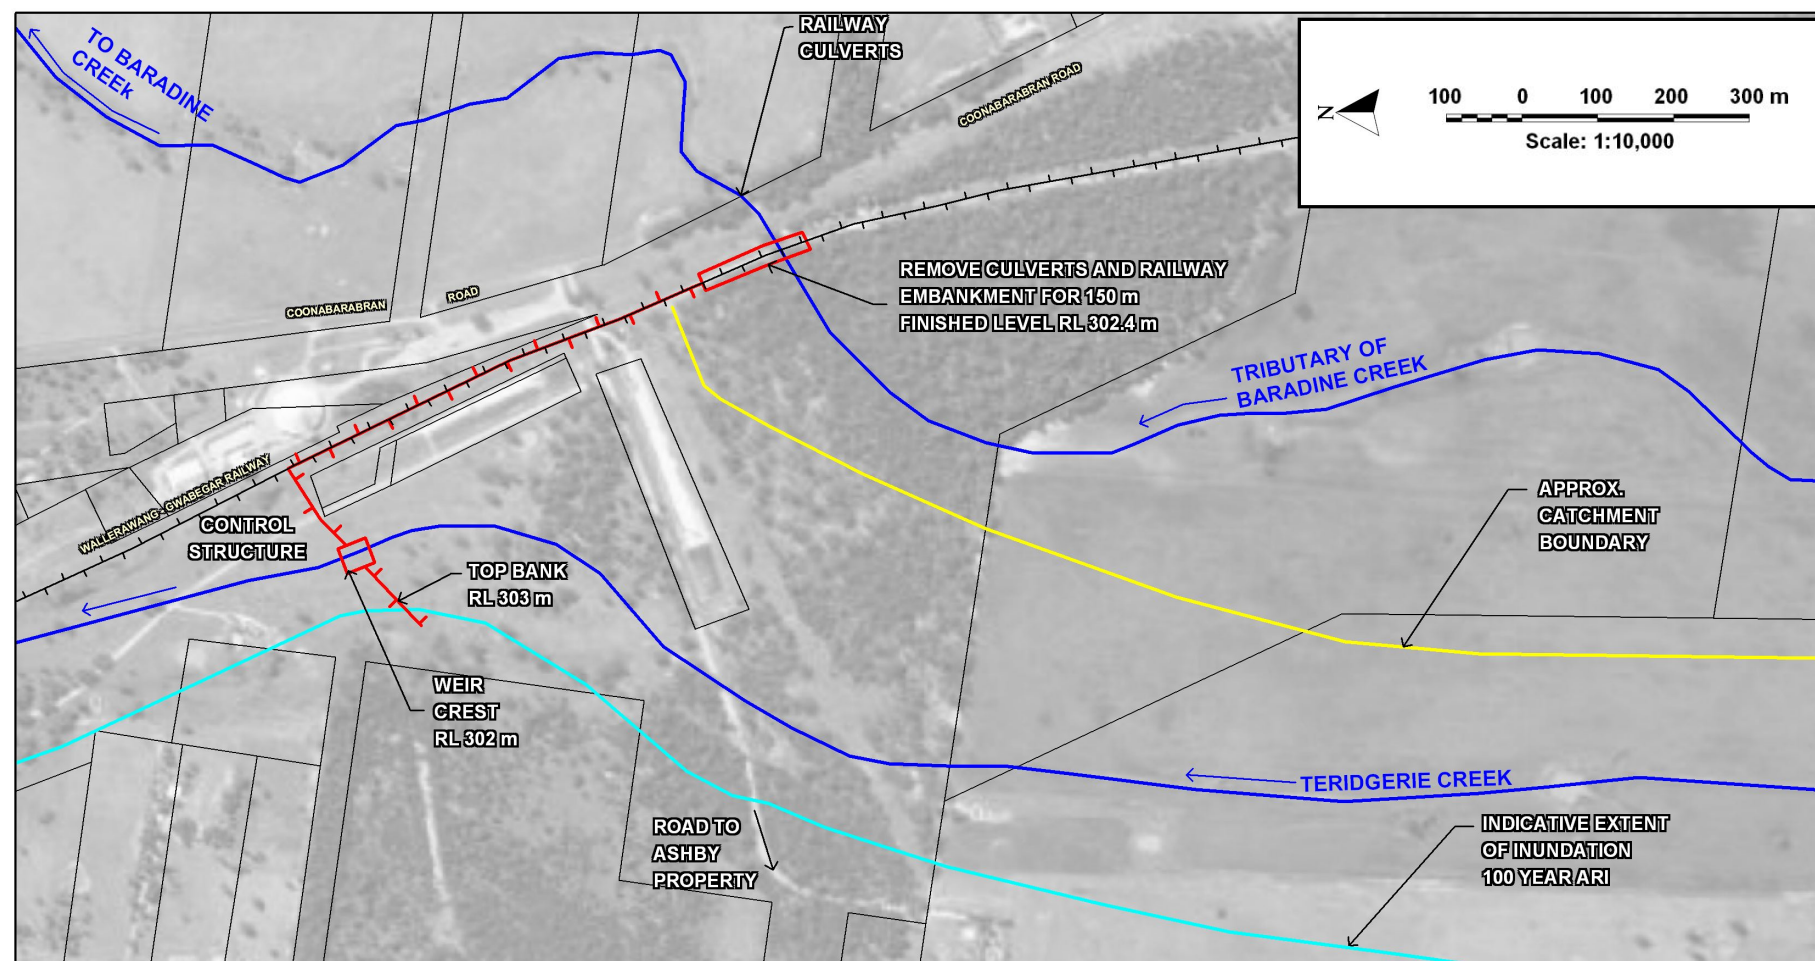 TO BARADINE
CREEk
RAILWAY
CULVERTS
COONABARABRAN ROAD
N
100 0 100 200 300 m
Scale: 1:10,000
REMOVE CULVERTS AND RAILWAY
EMBANKMENT FOR 150 m
FINISHED LEVEL RL 302.4 m
COONABARABRAN
ROAD
TRIBUTARY OF
BARADINE CREEK
WALLERAWANG - GWABEGAR RAILWAY
CONTROL
STRUCTURE
APPROX.
CATCHMENT
BOUNDARY
TOP BANK
RL 303 m
WEIR
CREST
RL 302 m
TERIDGERIE CREEK
ROAD TO
ASHBY
PROPERTY
INDICATIVE EXTENT
OF INUNDATION
100 YEAR ARI